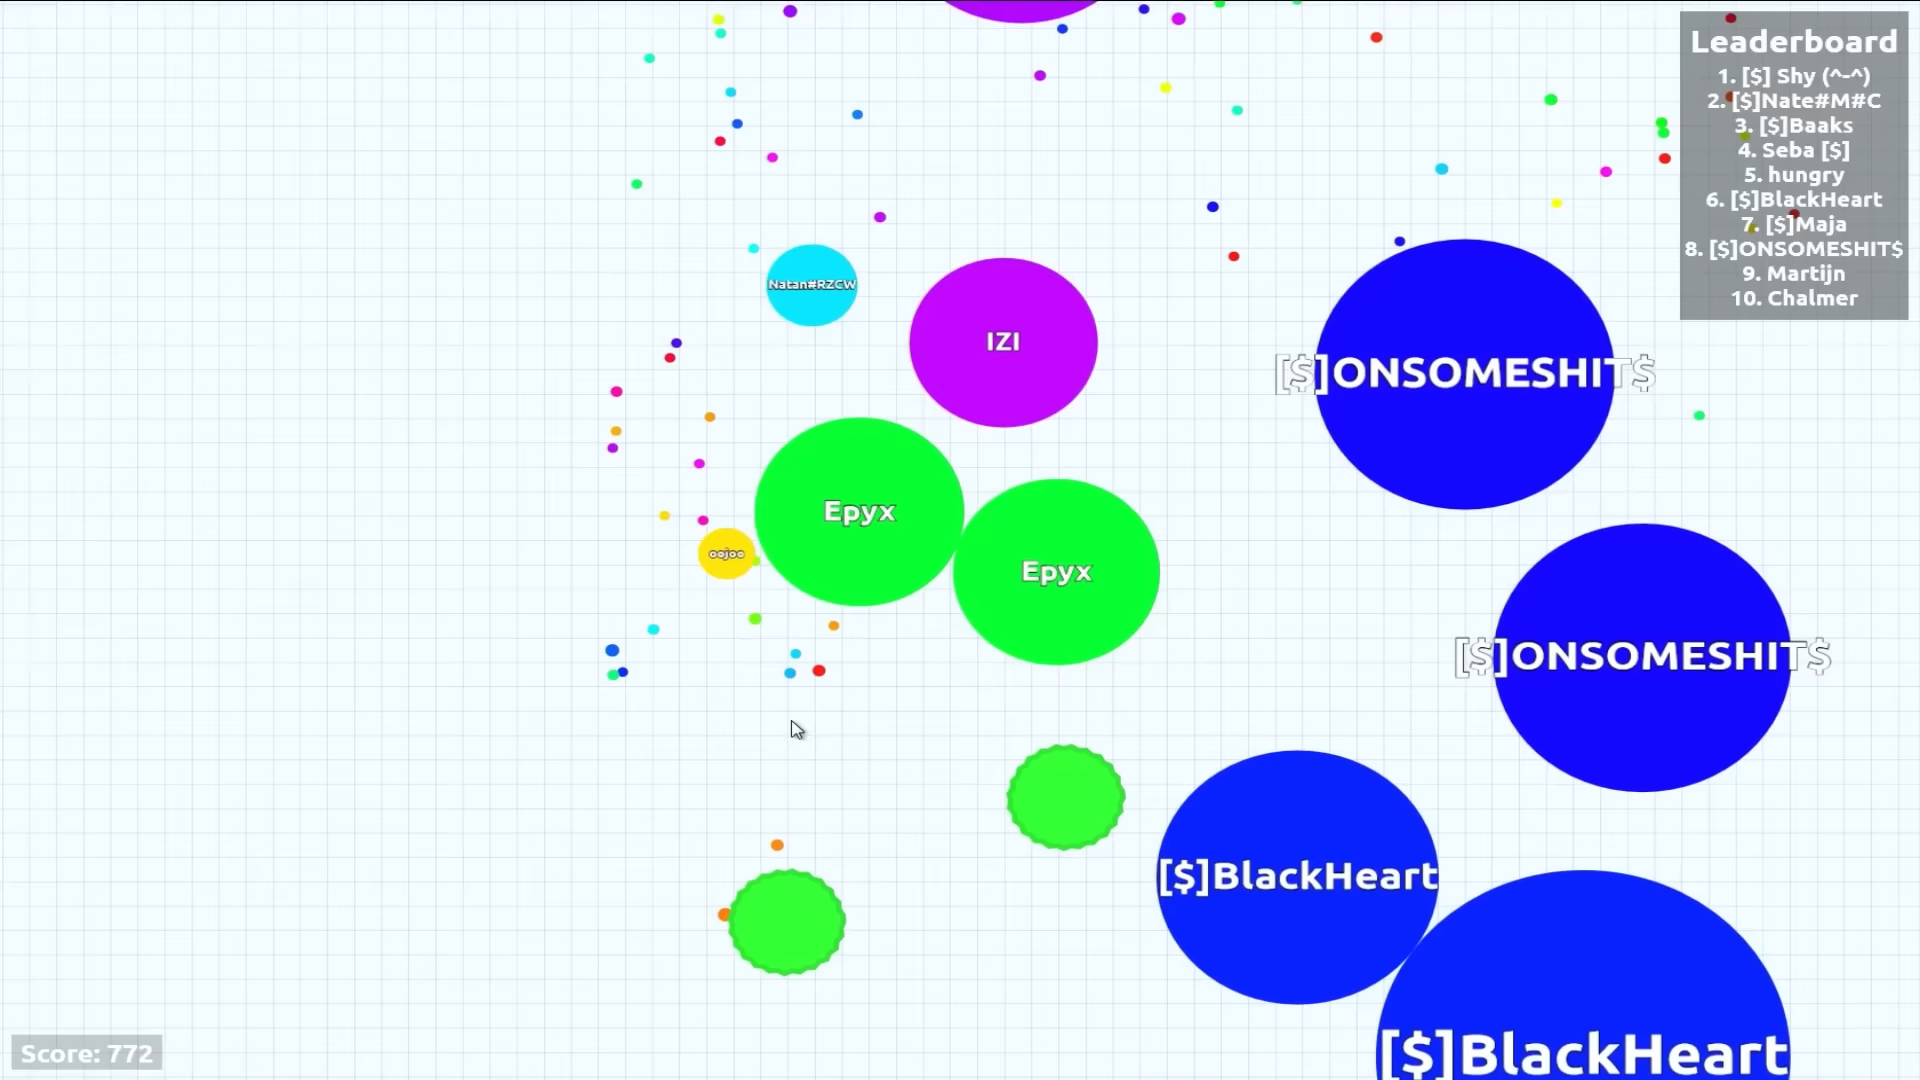 Leaderboard
1. [$] Shy (^-^)
2. [$]Nate#M#C
3. [$]Baaks
4. Seba [$]
5. hungry
6. [$]BlackHeart
7. [$]Maja
8. [$]ONSOMESHIT$
9. Martijn
10. Chalmer
Natan#RZCW
IZI
[$]ONSOMESHIT$
Epyx
oojoo
Epyx
[$]ONSOMESHIT$
[$]BlackHeart
[$]BlackHeart
Score: 772